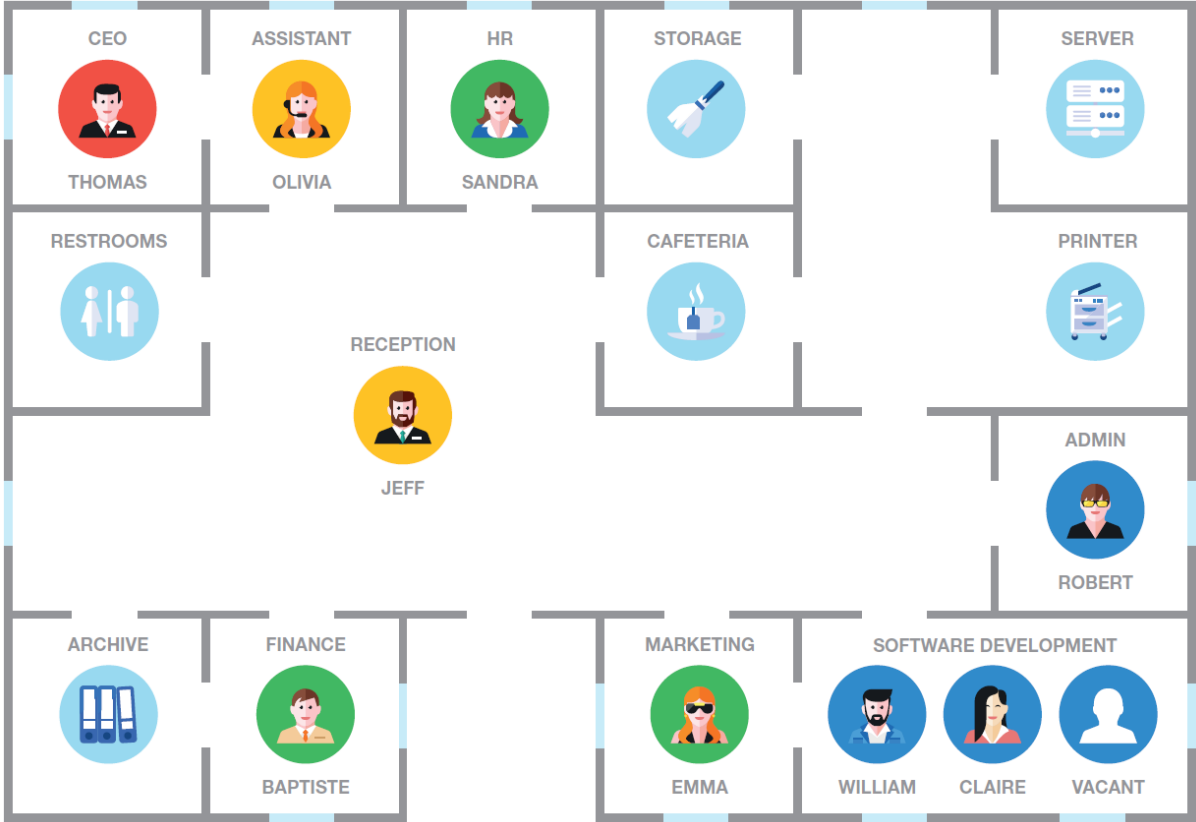 CEO
ASSISTANT
HR
STORAGE
SERVER
THOMAS
OLIVIA
SANDRA
RESTROOMS
CAFETERIA
PRINTER
RECEPTION
JEFF
ADMIN
ROBERT
ARCHIVE
FINANCE
MARKETING
SOFTWARE DEVELOPMENT
BAPTISTE
EMMA
WILLIAM
CLAIRE
VACANT